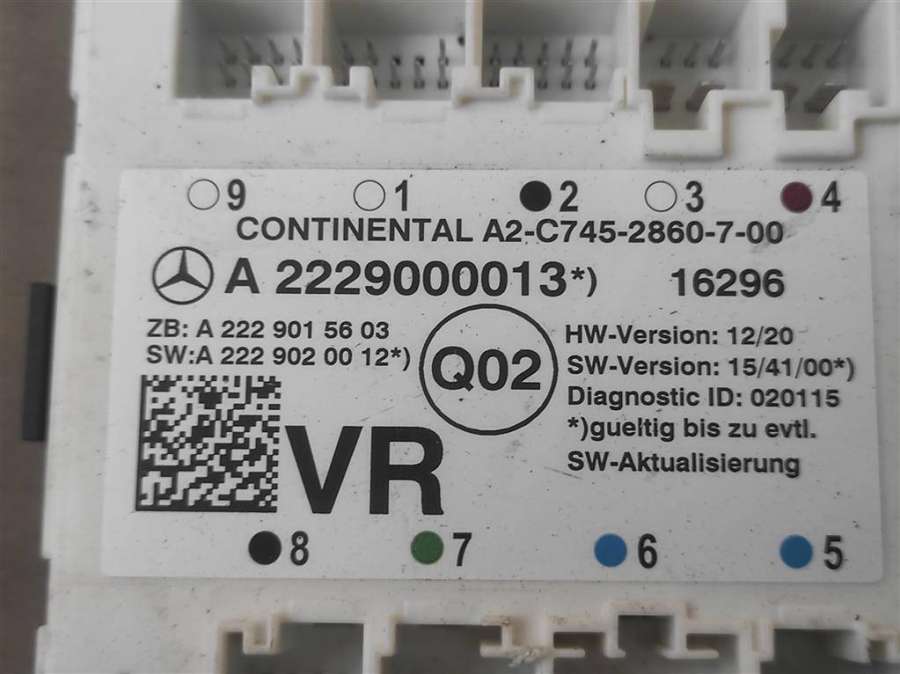 9 1 2 3 4
CONTINENTAL A2-C745-2860-7-00
A 2229000013*) 16296
ZB: A 222 901 56 03
SW:A 222 902 00 12*)
Q02
HW-Version: 12/20
SW-Version: 15/41/00*)
Diagnostic ID: 020115
*)gueltig bis zu evtl.
SW-Aktualisierung
VR
8 7 6 5